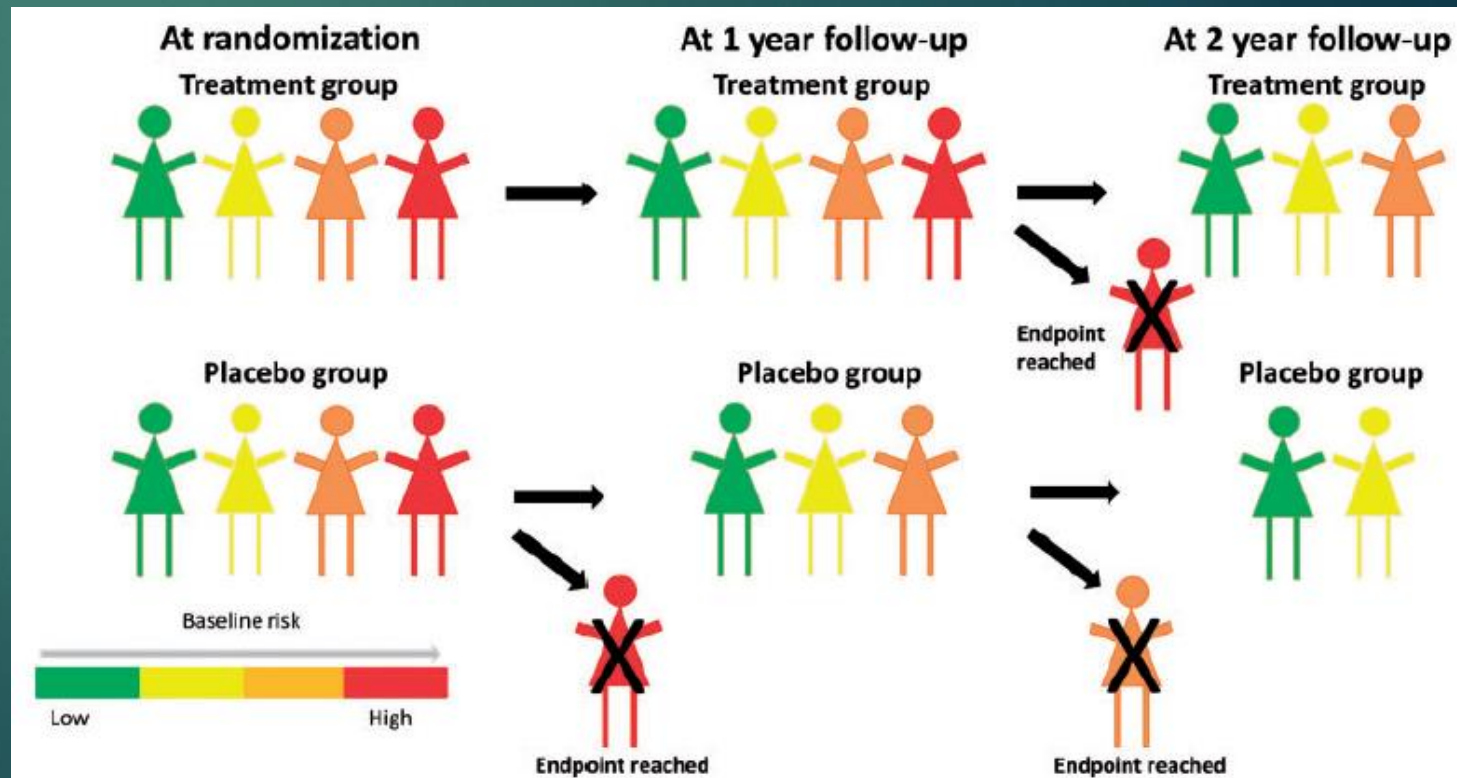 At randomization
At 1 year follow-up
At 2 year follow-up
Treatment group
Treatment group
Treatment group
Endpoint
reached
Placebo group
Placebo group
Placebo group
Baseline risk
Low
High
Endpoint reached
Endpoint reached